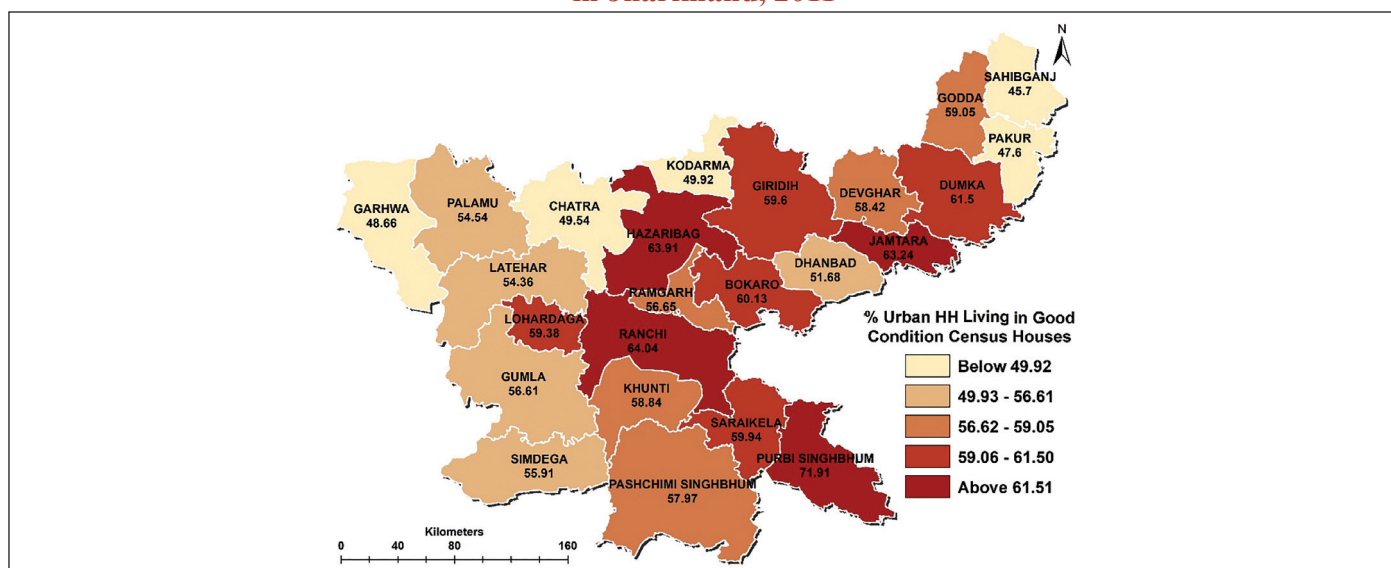 in Jharkhand, 2011
N
SAHIBGANJ
45.7
GODDA
59.05
PAKUR
47.6
KODARMA
49.92
GIRIDIH
59.6
DEVGHAR
58.42
DUMKA
61.5
GARHWA
48.66
PALAMU
54.54
CHATRA
49.54
HAZARIBAG
63.91
JAMTARA
63.24
LATEHAR
54.36
DHANBAD
51.68
RAMGARH
56.65
BOKARO
60.13
LOHARDAGA
59.38
RANCHI
64.04
GUMLA
56.61
KHUNTI
58.84
SARAIKELA
59.94
SIMDEGA
55.91
PURBI SINGHBHUM
71.91
PASHCHIMI SINGHBHUM
57.97
% Urban HH Living in Good
Condition Census Houses
Below 49.92
49.93 - 56.61
56.62 - 59.05
59.06 - 61.50
Above 61.51
Kilometers
0 40 80 160